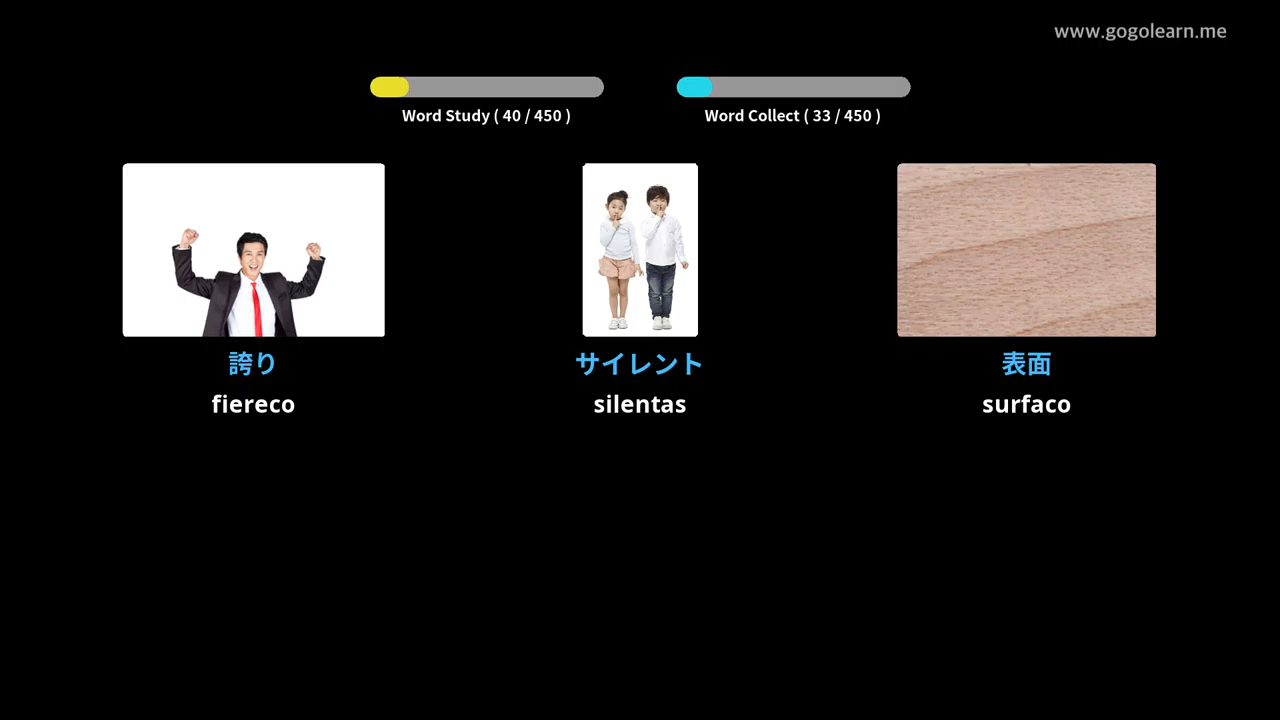 www.gogolearn.me
Word Study ( 40 / 450 )
Word Collect ( 33 / 450 )
誇り
サイレント
表面
fiereco
silentas
surfaco